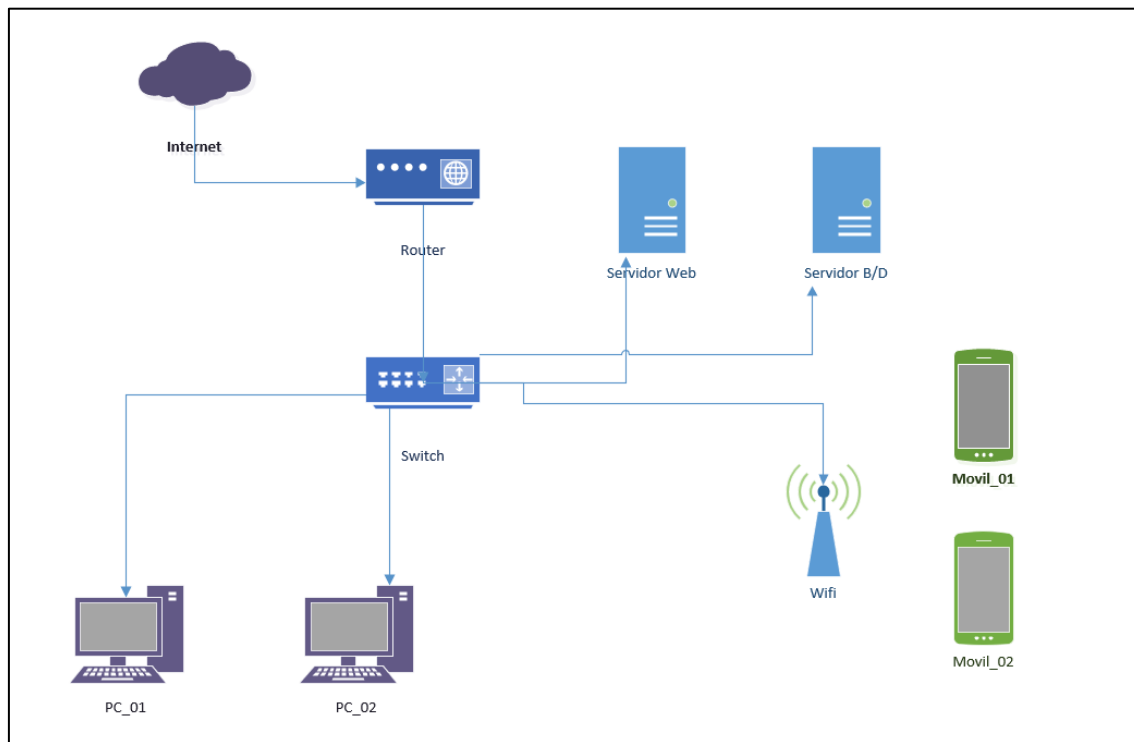 Internet
Router
Servidor Web
Servidor B/D
Switch
Movil_01
Wifi
Movil_02
PC_01
PC_02